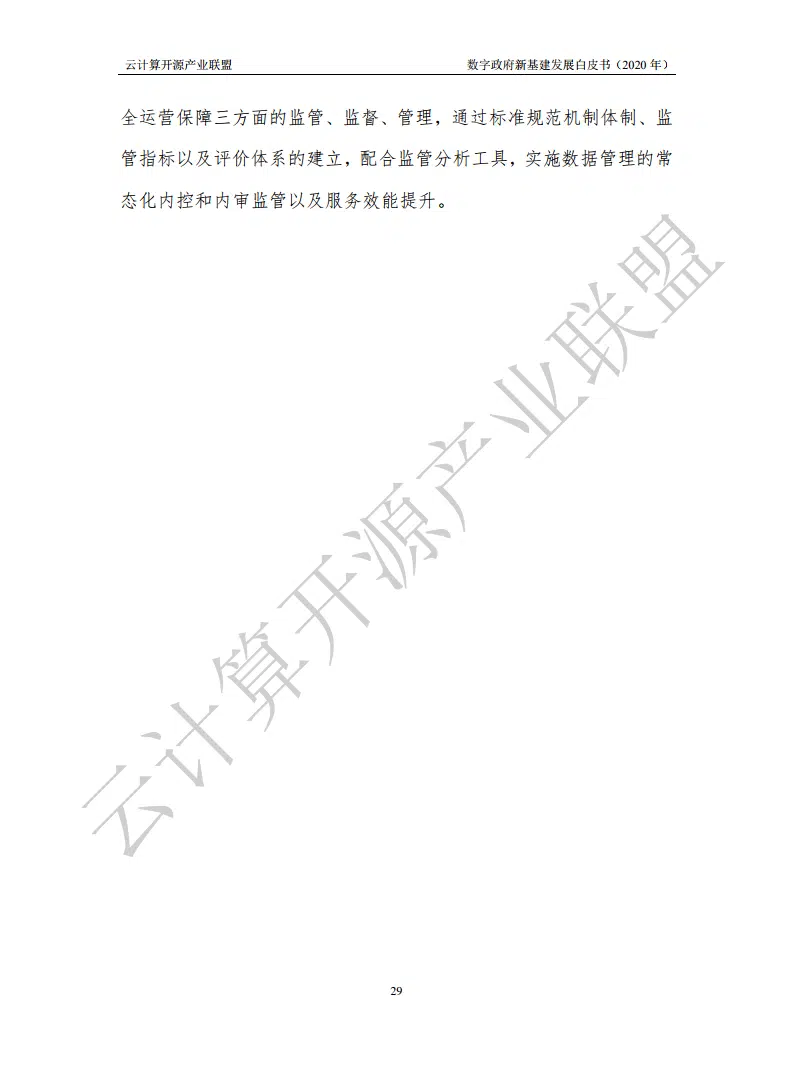 云计算开源产业联盟 数字政府新基建发展白皮书（2020 年）
全运营保障三方面的监管、监督、管理，通过标准规范机制体制、监
管指标以及评价体系的建立，配合监管分析工具，实施数据管理的常
态化内控和内审监管以及服务效能提升。
云计算开源产业联盟
29